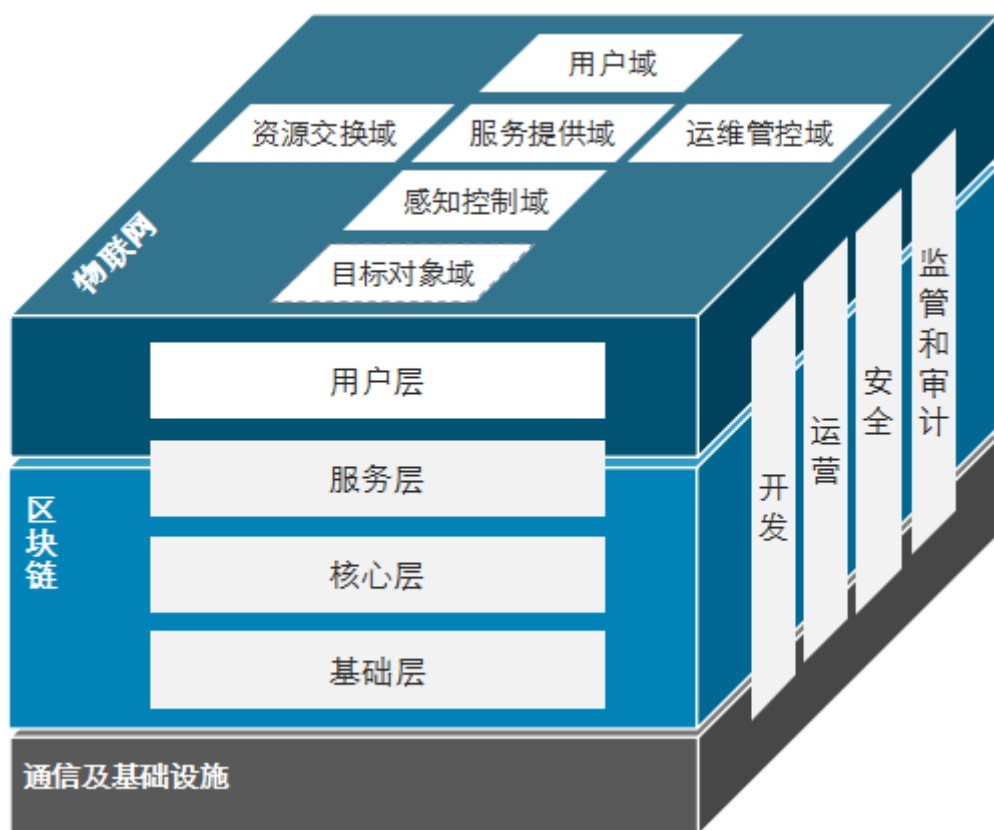 用户域
资源交换域
服务提供域
运维管控域
感知控制域
目标对象域
物联网
用户层
服务层
核心层
基础层
区块链
通信及基础设施
开发
运营
安全
监管和审计